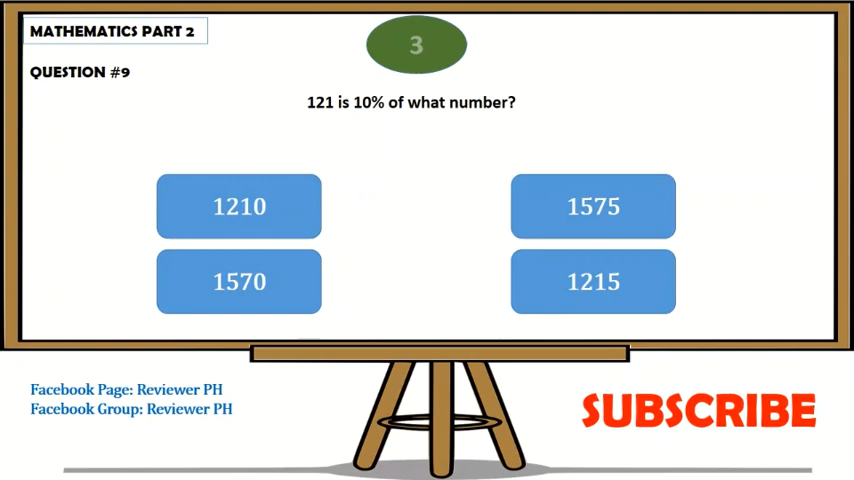 MATHEMATICS PART 2
3
QUESTION #9
121 is 10% of what number?
1210
1575
1570
1215
Facebook Page: Reviewer PH
Facebook Group: Reviewer PH
SUBSCRIBE